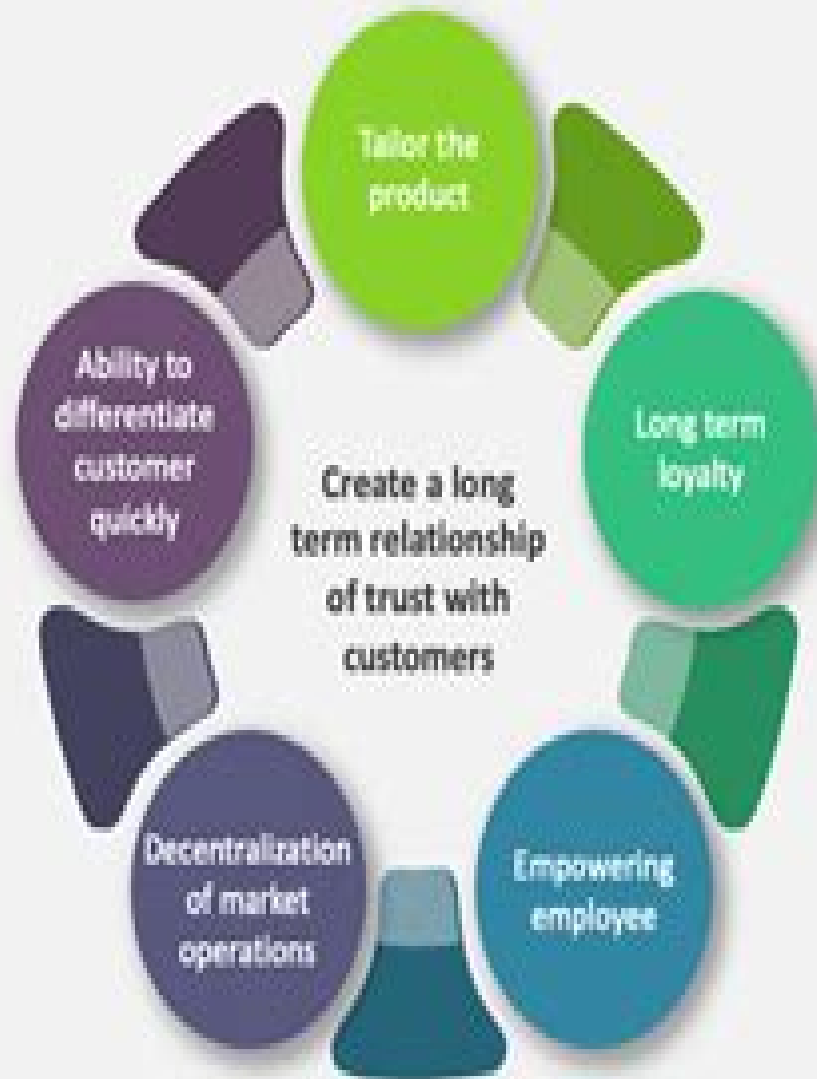 Tailor the
product
Long term
loyalty
Empowering
employee
Decentralization
of market
operations
Ability to
differentiate
customer
quickly
Create a long
term relationship
of trust with
customers